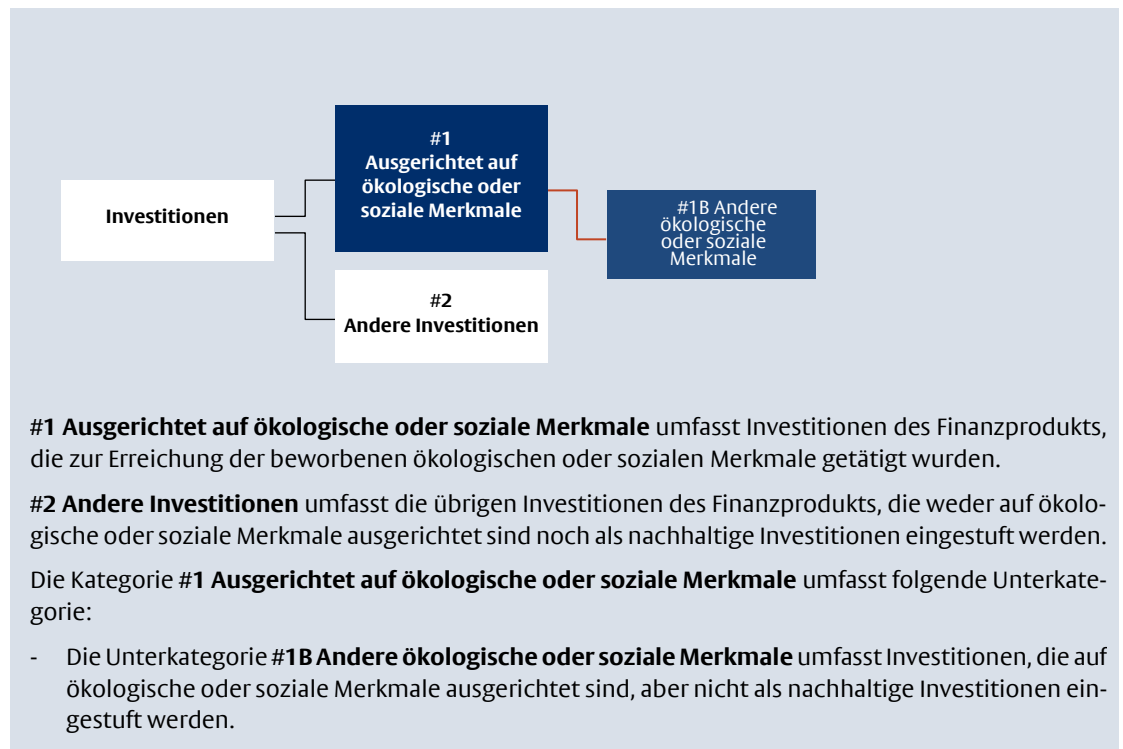 #1
Ausgerichtet auf
ökologische oder
soziale Merkmale
Investitionen
#1B Andere
ökologische
oder soziale
Merkmale
#2
Andere Investitionen
#1 Ausgerichtet auf ökologische oder soziale Merkmale umfasst Investitionen des Finanzprodukts,
die zur Erreichung der beworbenen ökologischen oder sozialen Merkmale getätigt wurden.
#2 Andere Investitionen umfasst die übrigen Investitionen des Finanzprodukts, die weder auf ökolo-
gische oder soziale Merkmale ausgerichtet sind noch als nachhaltige Investitionen eingestuft werden.
Die Kategorie #1 Ausgerichtet auf ökologische oder soziale Merkmale umfasst folgende Unterkate-
gorie:
- Die Unterkategorie #1B Andere ökologische oder soziale Merkmale umfasst Investitionen, die auf
ökologische oder soziale Merkmale ausgerichtet sind, aber nicht als nachhaltige Investitionen ein-
gestuft werden.